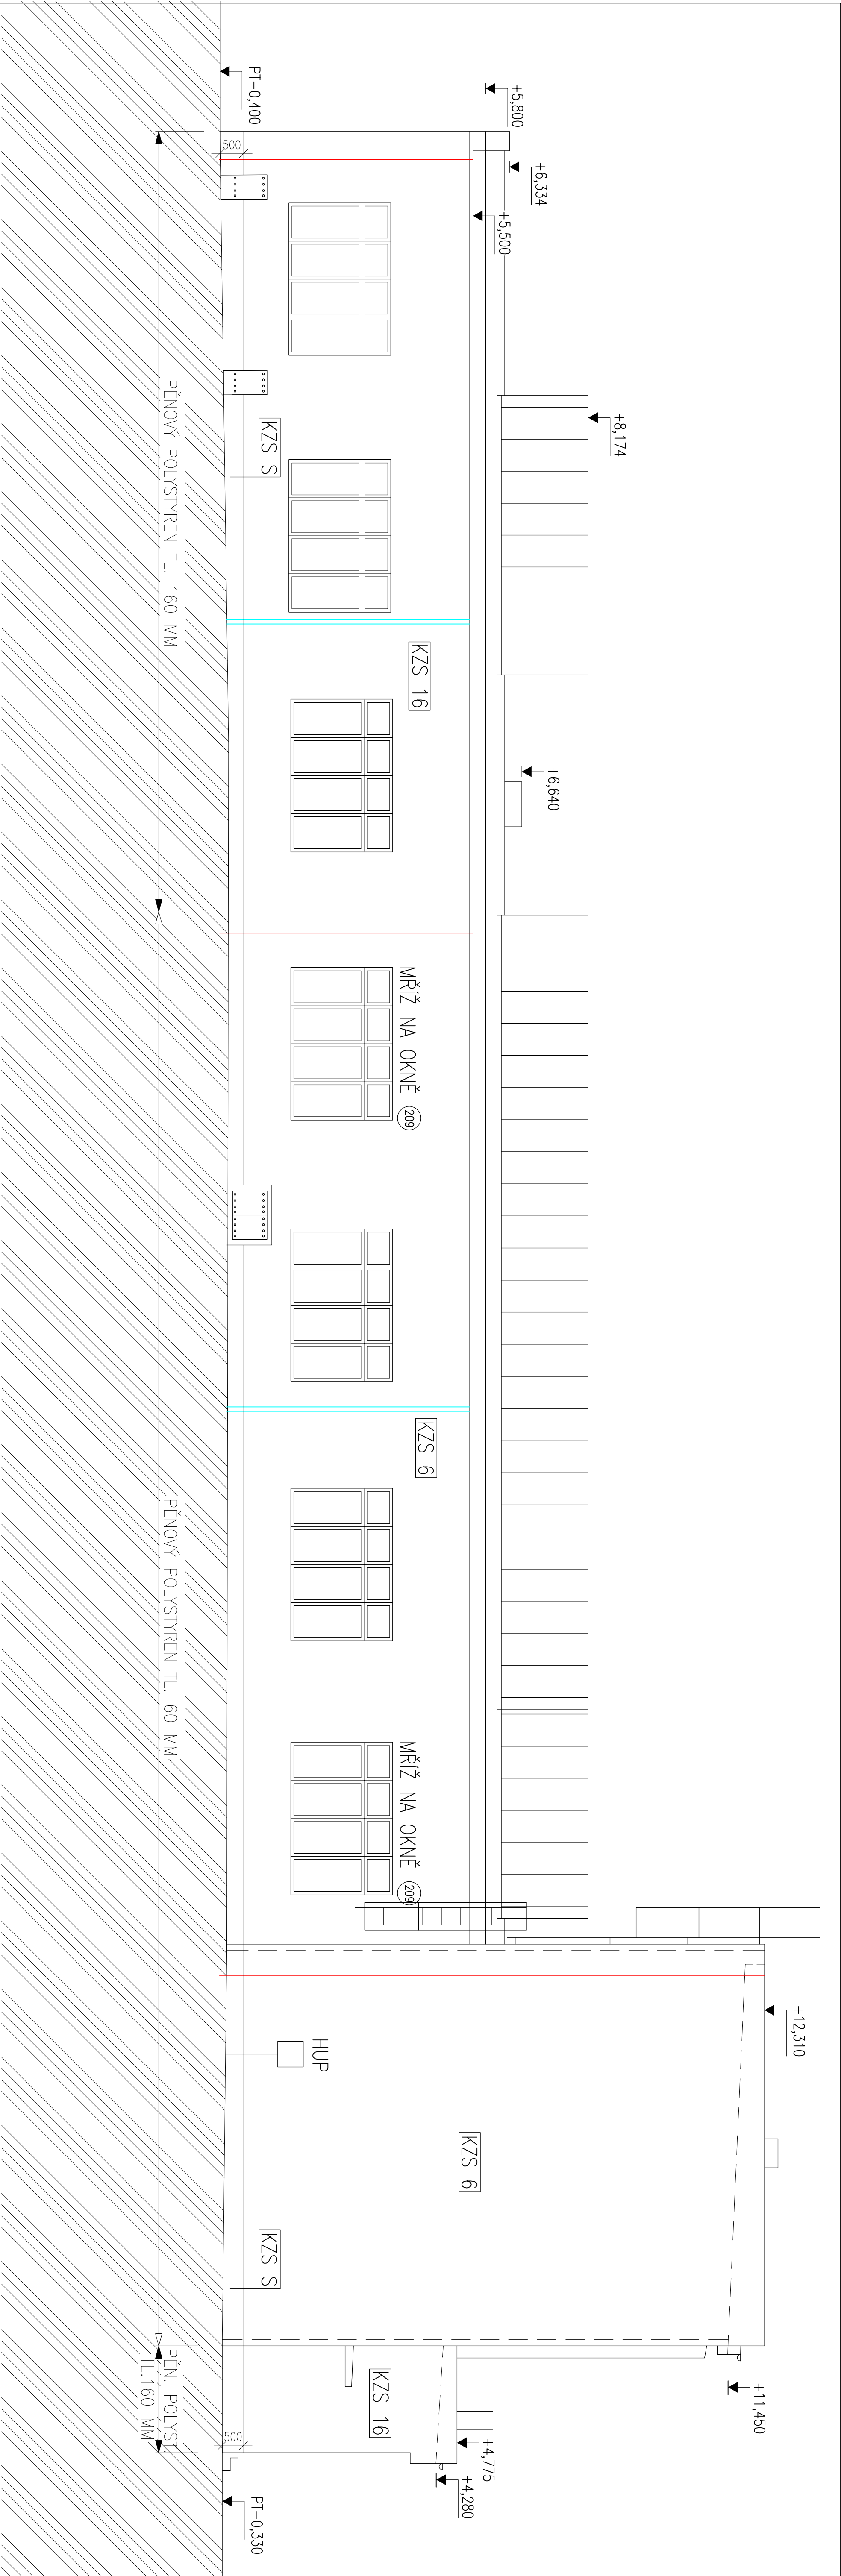 PT-0,400
+5,800
+6,334
+5,500
500
+8,174
KZS S
PĚNOVÝ POLYSTYREN TL. 160 MM
KZS 16
+6,640
MŘÍŽ NA OKNĚ 209
KZS 6
PĚNOVÝ POLYSTYREN TL. 60 MM
MŘÍŽ NA OKNĚ 209
+12,310
HUP
KZS 6
KZS S
+11,450
KZS 16
PĚN. POLYST.
TL.160 MM
500
+4,775
+4,280
PT-0,330